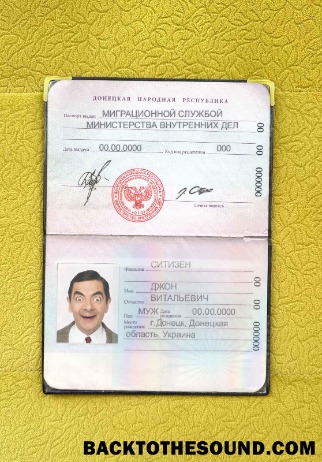 ДОНЕЦКАЯ НАРОДНАЯ РЕСПУБЛИКА
Паспорт выдан МИГРАЦИОННОЙ СЛУЖБОЙ
МИНИСТЕРСТВА ВНУТРЕННИХ ДЕЛ
Дата выдачи 00.00.0000 Код подразделения 000
Личная подпись
00 00 000000
Фамилия СИТИЗЕН
Имя ДЖОН
Отчество ВИТАЛЬЕВИЧ
МУЖ Дата рождения 00.00.0000
Место рождения г.Донецк, Донецкая
область, Украина
00 00 000000
BACKTOTHESOUND.COM